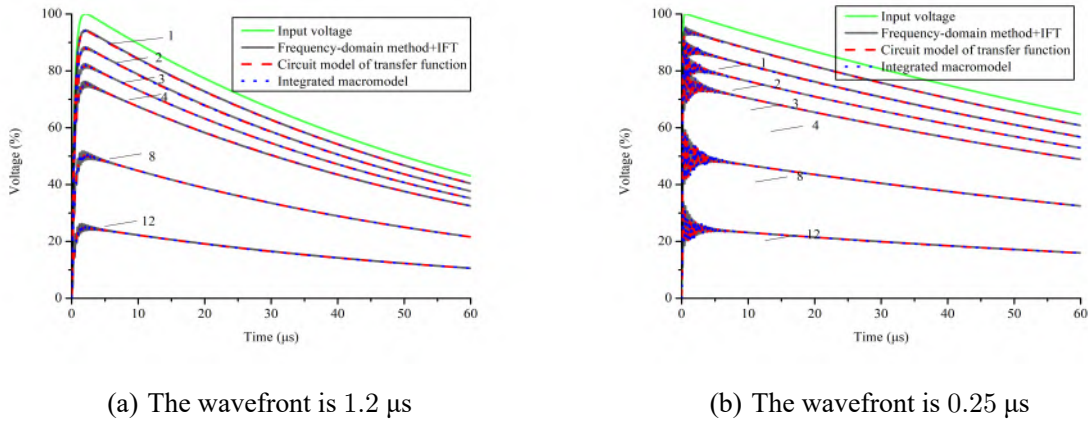 100
80
60
40
20
0
Voltage (%)
0
10
20
30
40
50
60
Time (μs)
Input voltage
Frequency-domain method+IFT
Circuit model of transfer function
Integrated macromodel
1
2
3
4
8
12
(a) The wavefront is 1.2 μs
100
80
60
40
20
0
Voltage (%)
0
10
20
30
40
50
60
Time (μs)
Input voltage
Frequency-domain method+IFT
Circuit model of transfer function
Integrated macromodel
1
2
3
4
8
12
(b) The wavefront is 0.25 μs